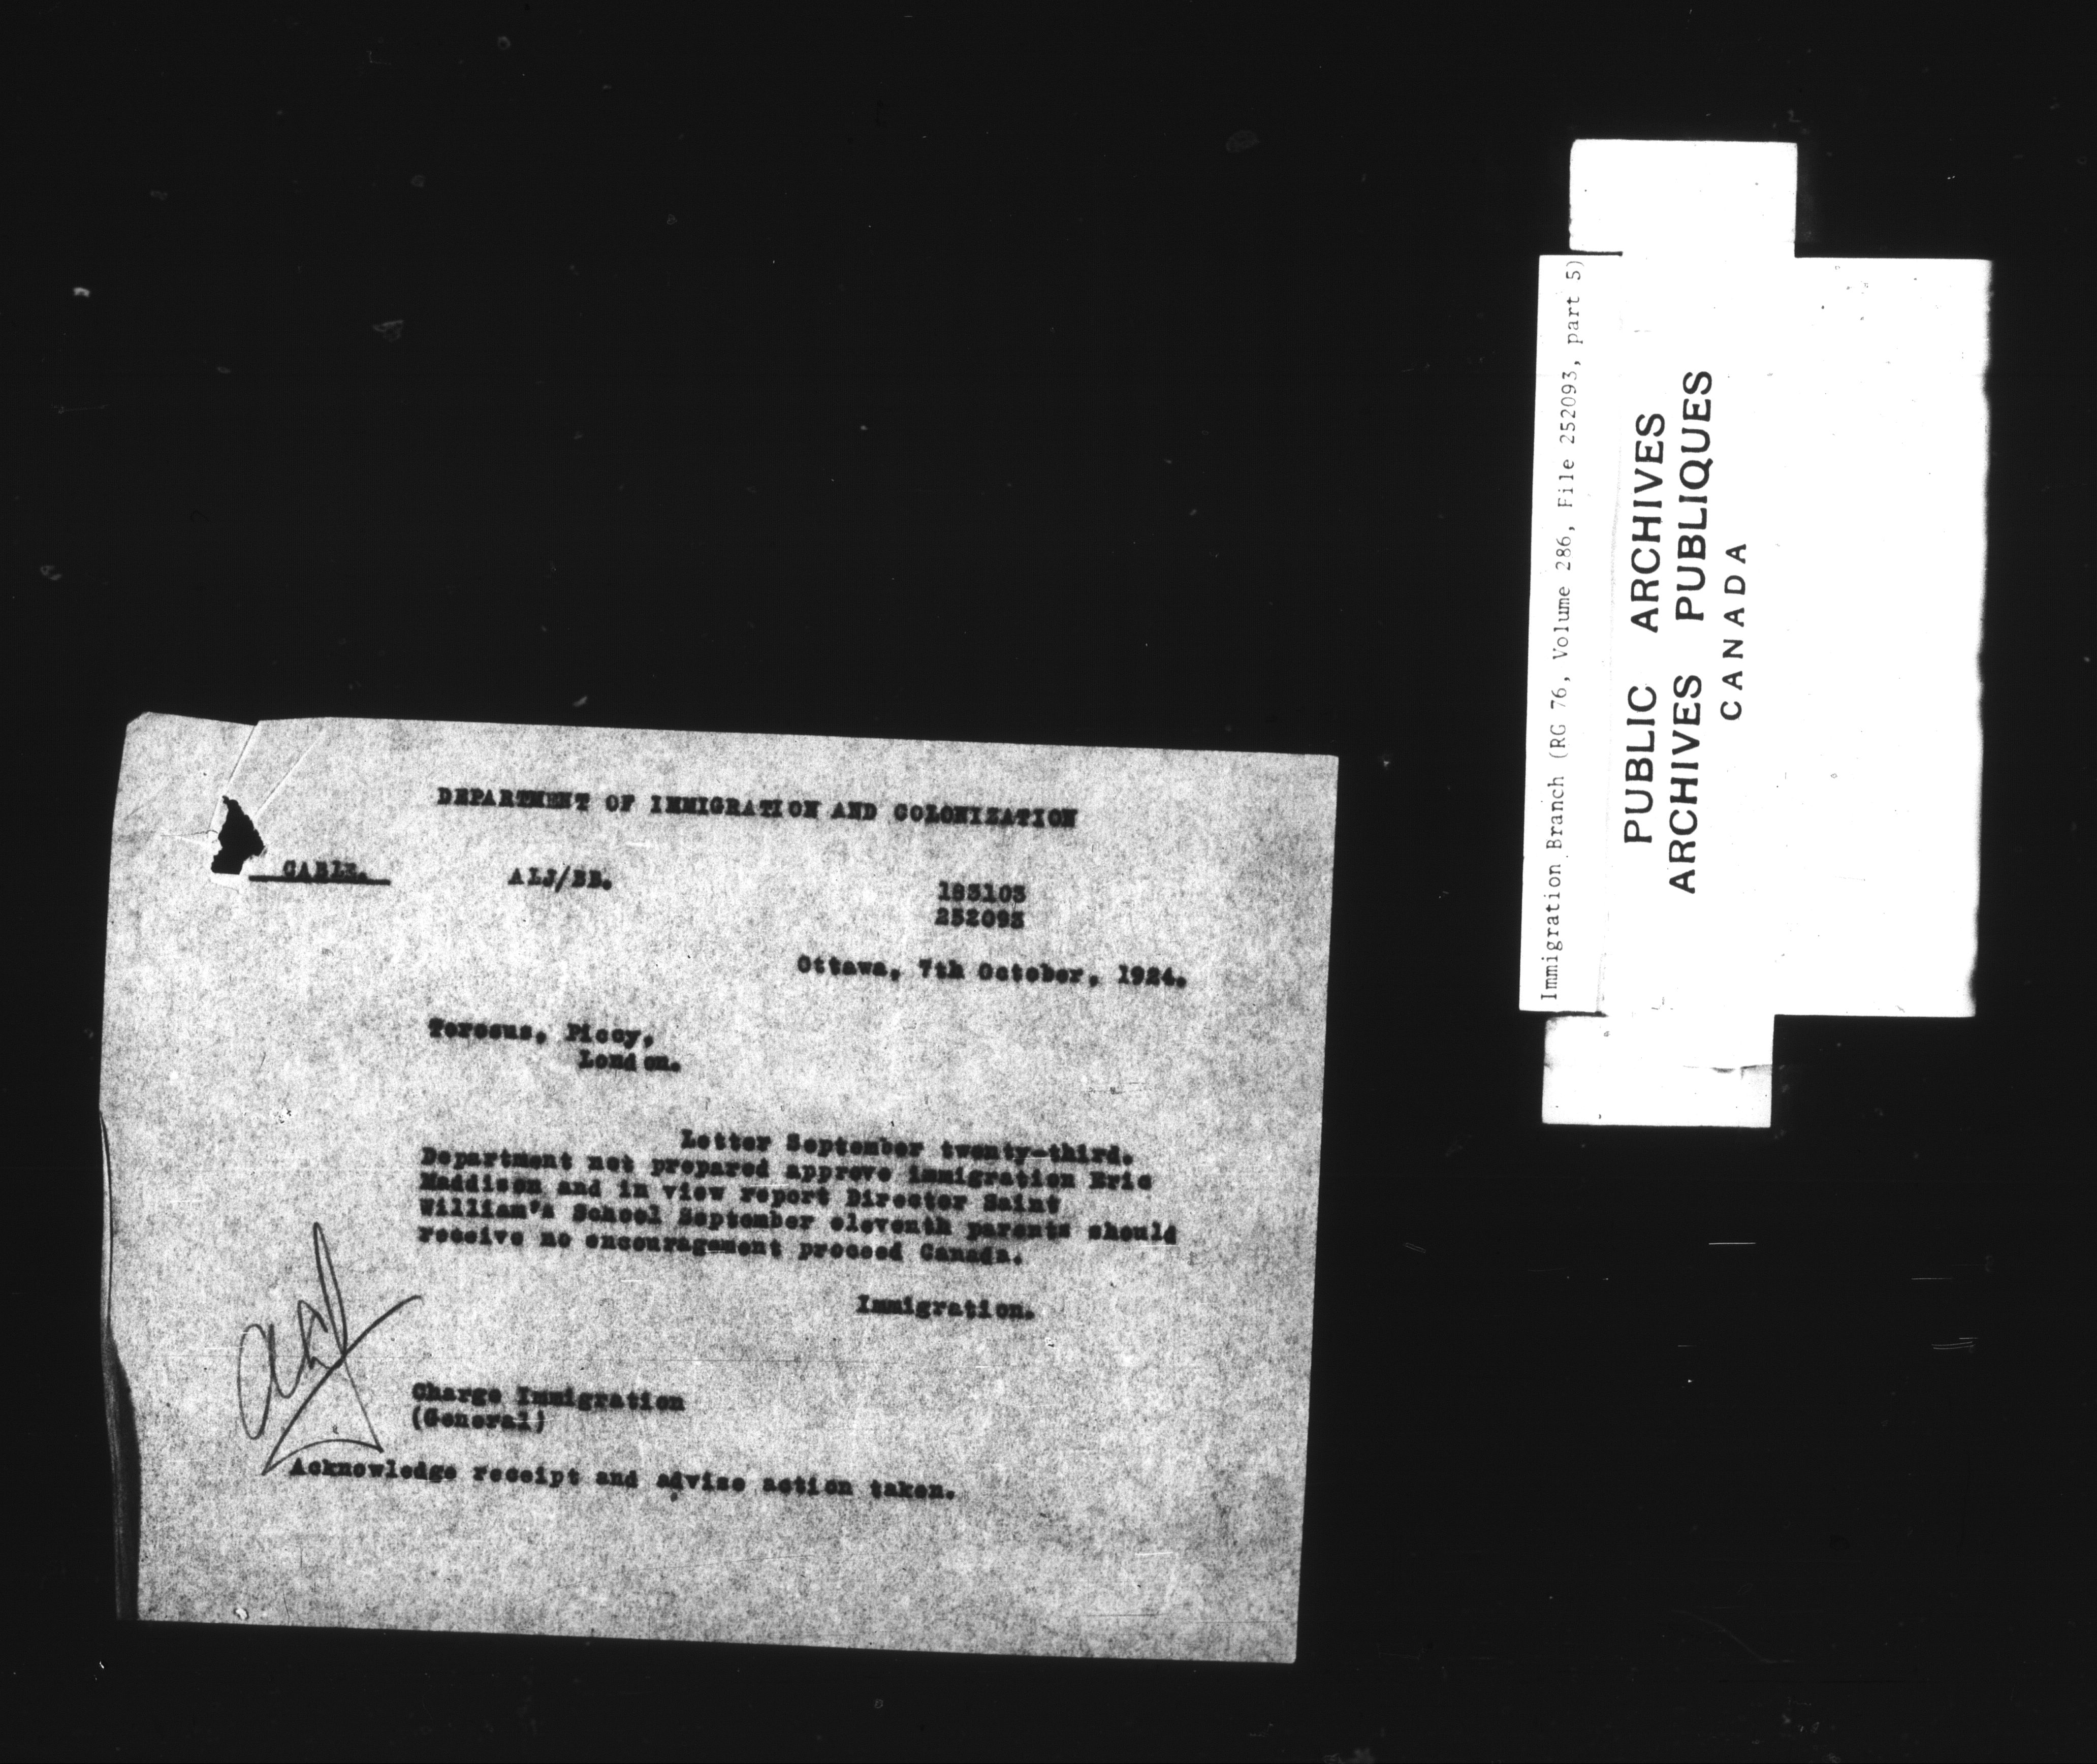 DEPARTMENT OF IMMIGRATION AND COLONIZATION
CABLE. ALJ/BB.
185103
252093
Ottawa, 7th October, 1924.
Torosus, Piccy,
London.
Letter September twenty-third.
Department not prepared approve immigration Eric
Maddison and in view report Director Saint
William's School September eleventh parents should
receive no encouragement proceed Canada.
Immigration.
Charge Immigration
(General)
Acknowledge receipt and advise action taken.
Immigration Branch (RG 76, Volume 286, File 252093, part 5)
PUBLIC ARCHIVES
ARCHIVES PUBLIQUES
CANADA